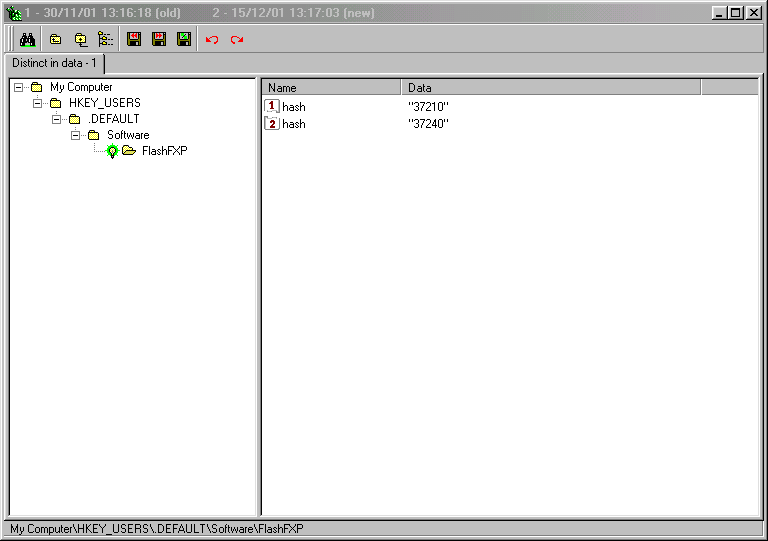 1 - 30/11/01 13:16:18 (old) 2 - 15/12/01 13:17:03 (new)
Distinct in data - 1
My Computer
HKEY_USERS
.DEFAULT
Software
FlashFXP
Name Data
1 hash "37210"
2 hash "37240"
My Computer\HKEY_USERS\.DEFAULT\Software\FlashFXP